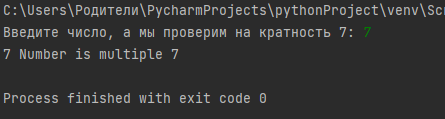 C:\Users\Родители\PycharmProjects\pythonProject\venv\Scr
Введите число, а мы проверим на кратность 7: 7
7 Number is multiple 7
Process finished with exit code 0